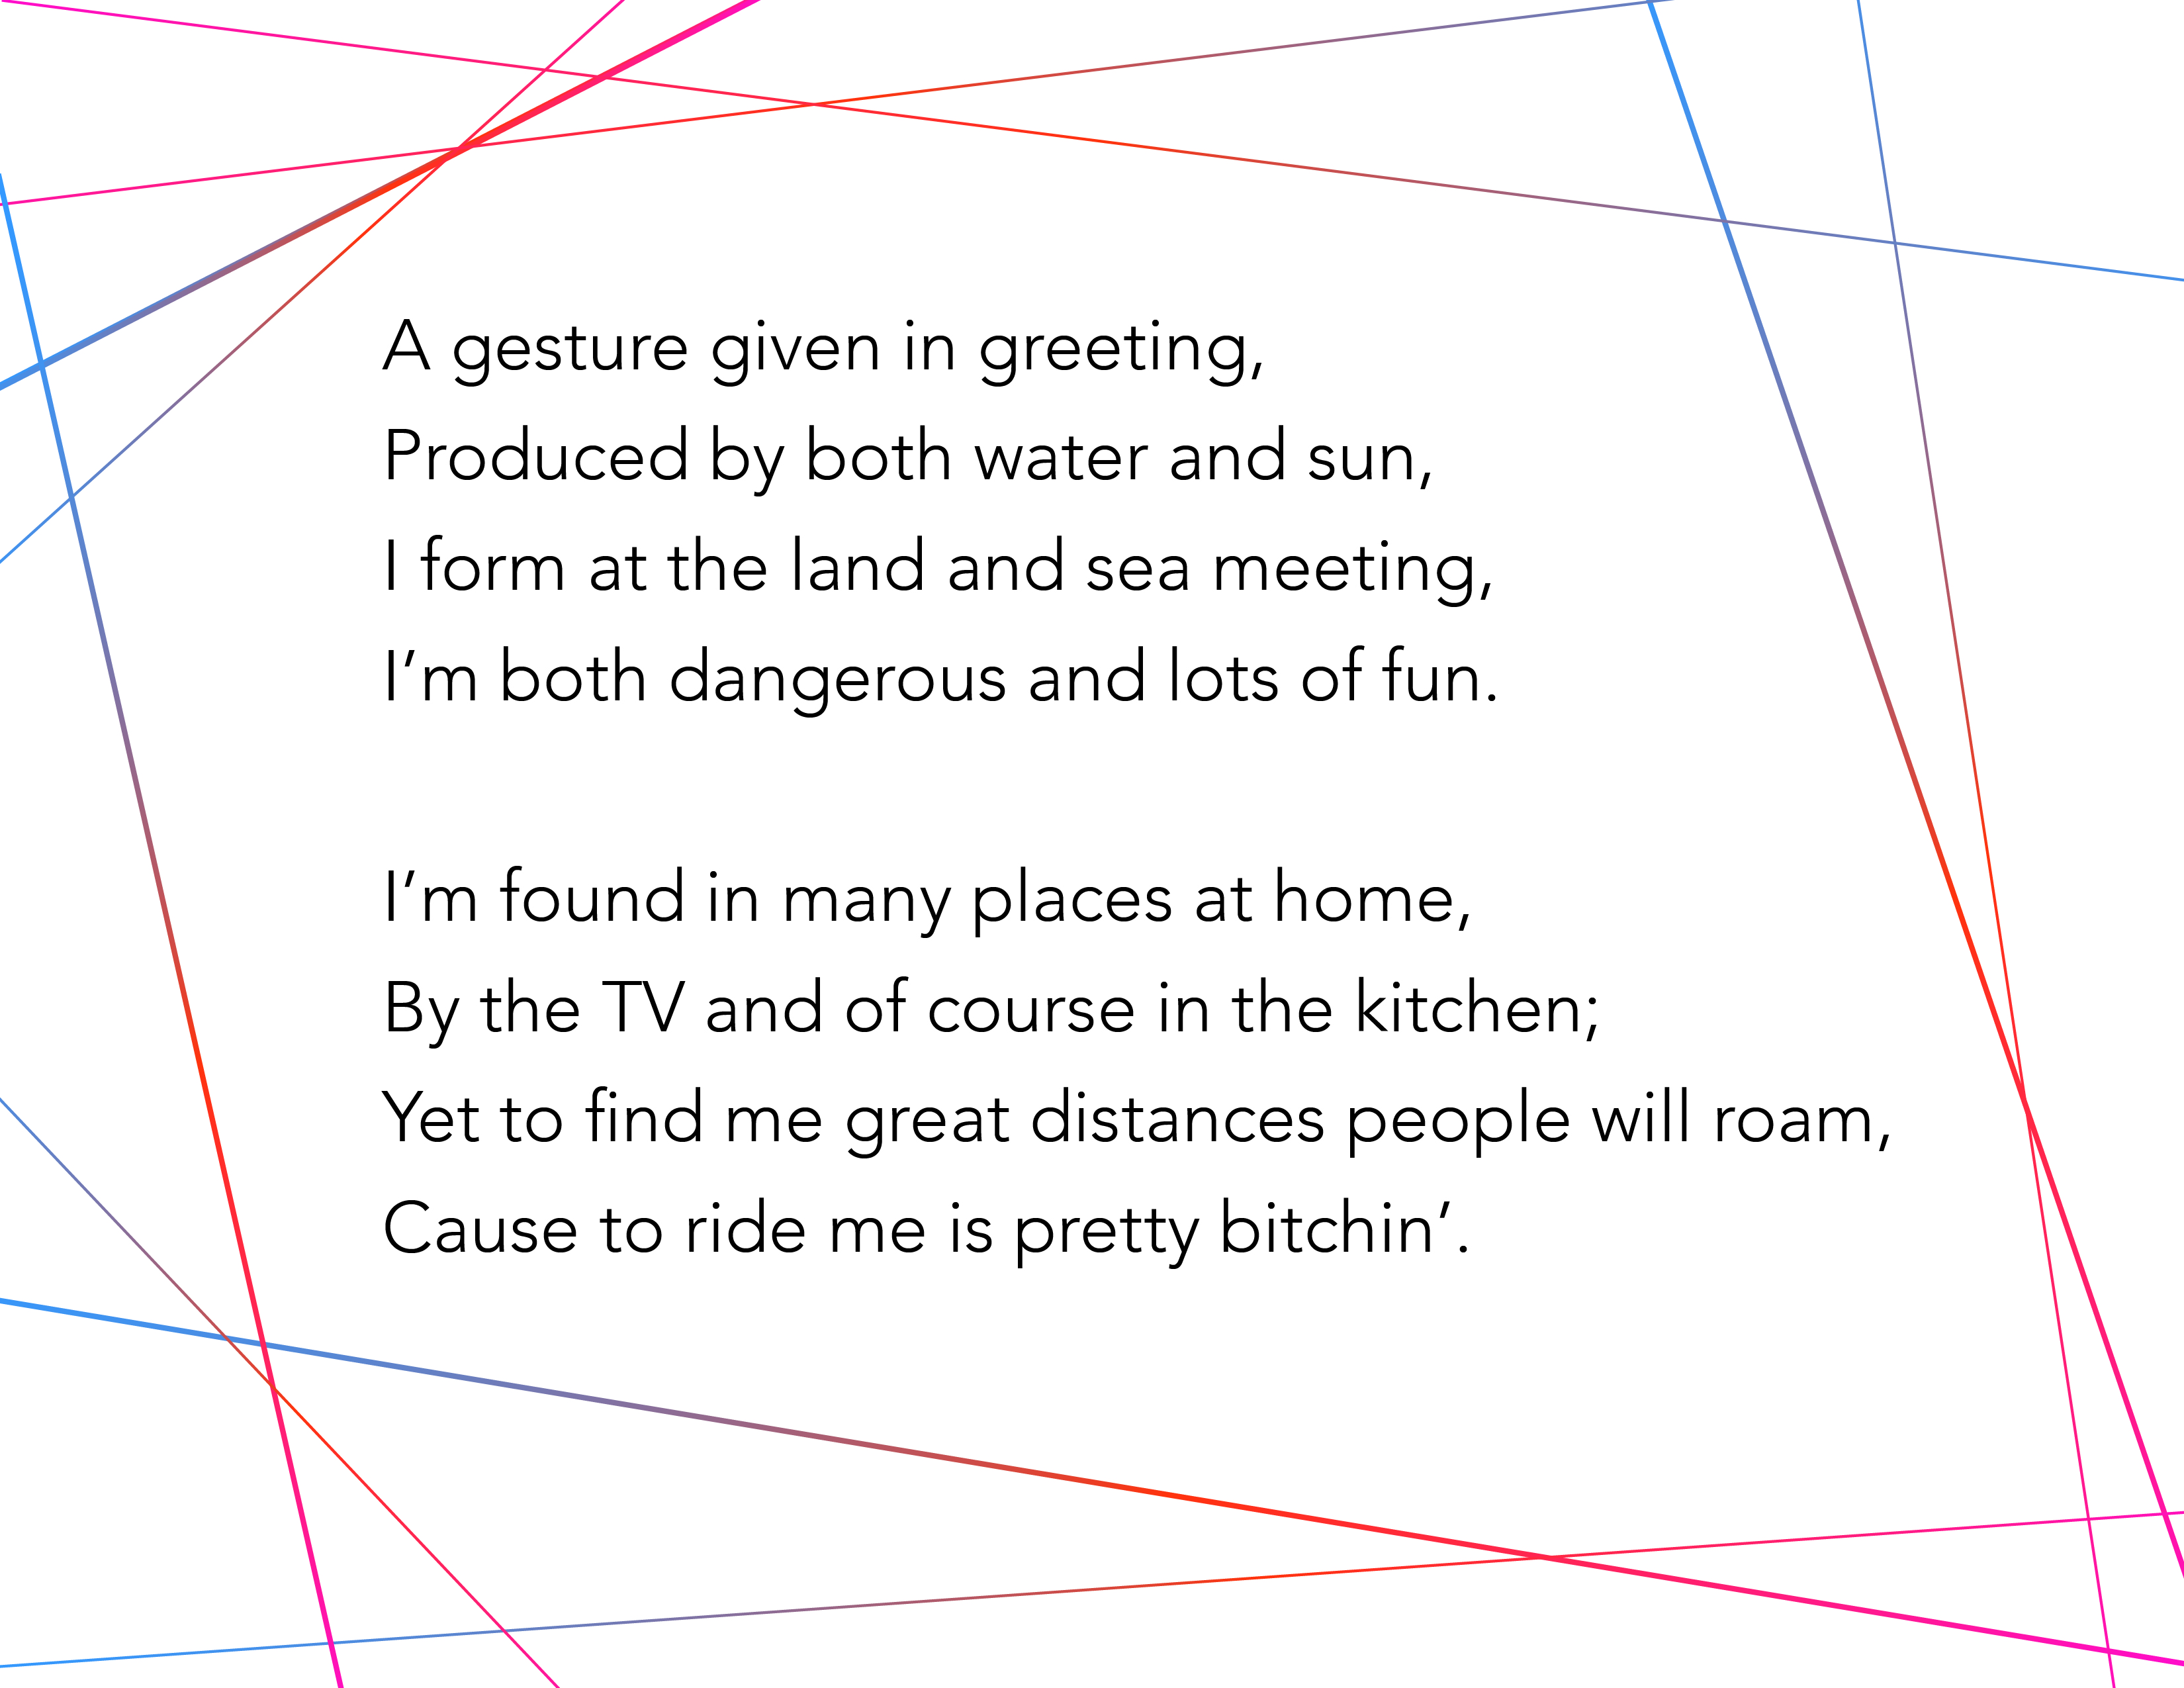 A gesture given in greeting,
Produced by both water and sun,
I form at the land and sea meeting,
I’m both dangerous and lots of fun.
I’m found in many places at home,
By the TV and of course in the kitchen;
Yet to find me great distances people will roam,
Cause to ride me is pretty bitchin‘.